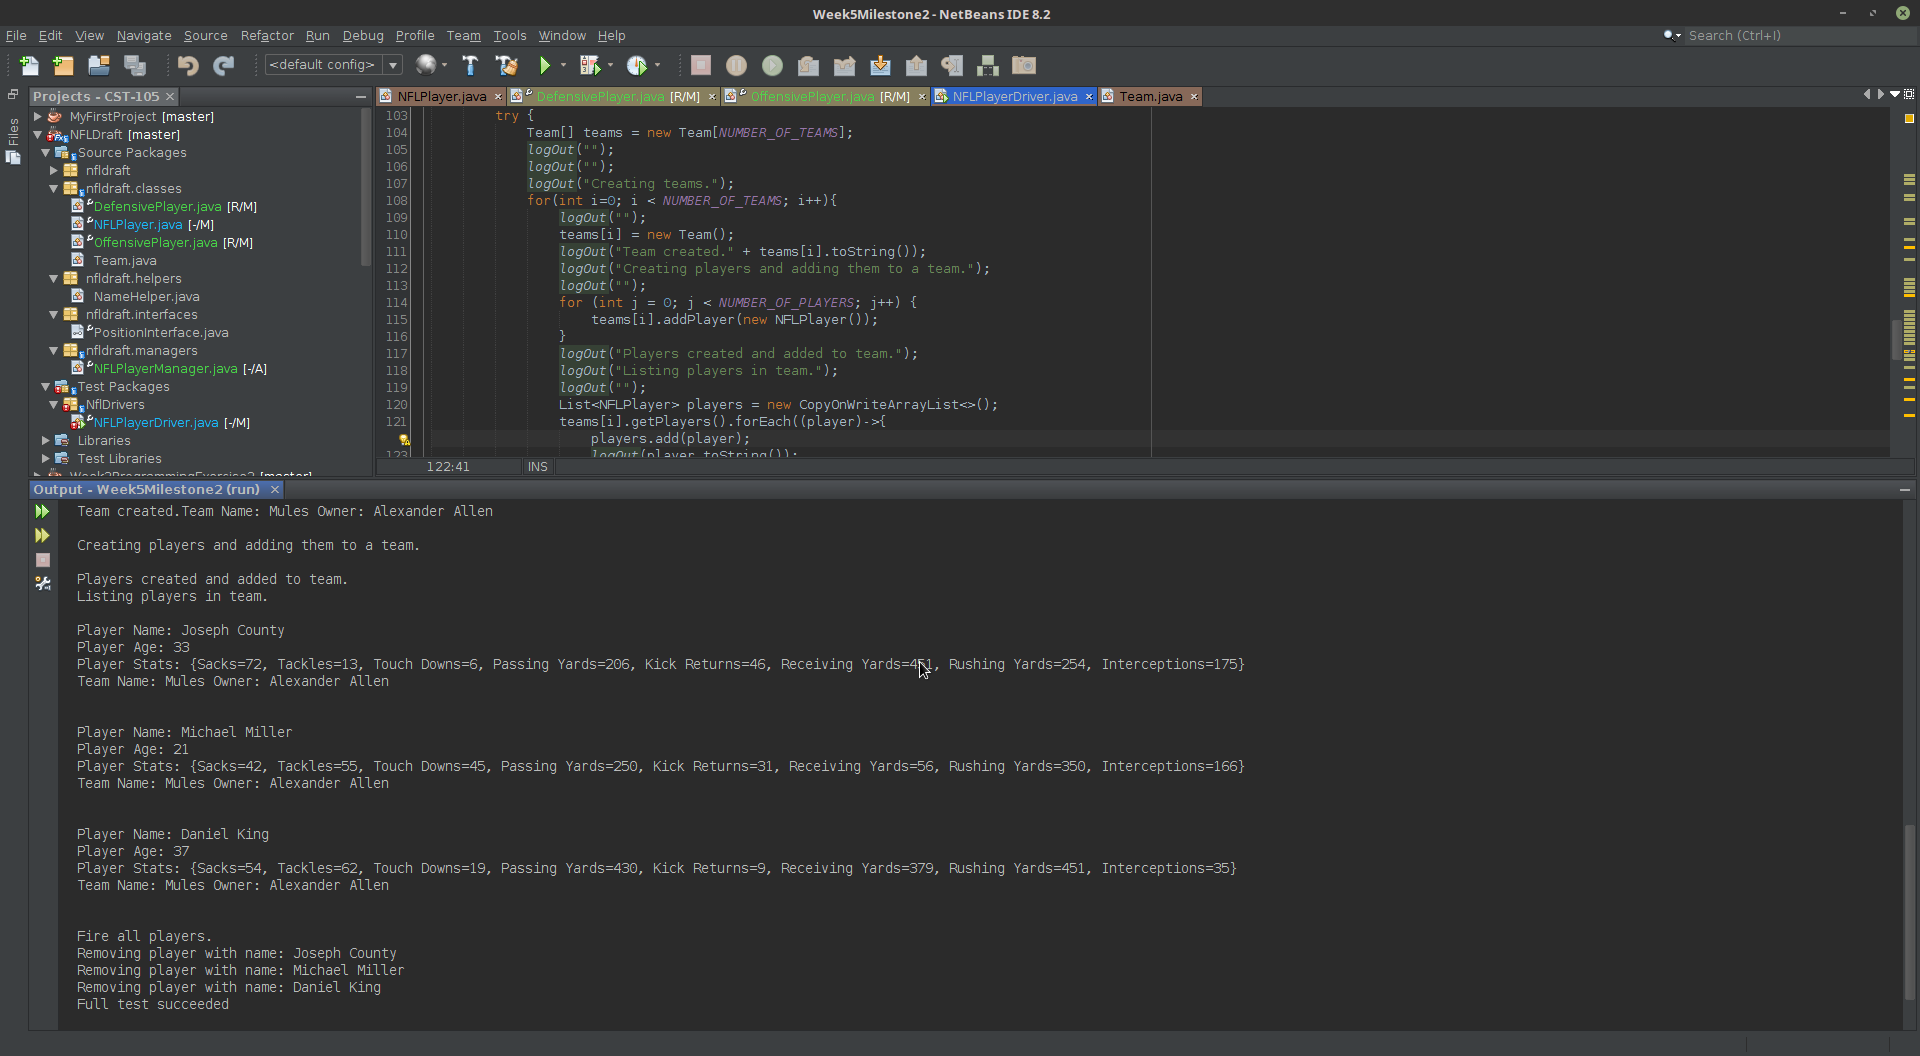 Week5Milestone2 - NetBeans IDE 8.2
File Edit View Navigate Source Refactor Run Debug Profile Team Tools Window Help
Search (Ctrl+I)
<default config>
Files
Projects - CST-105
MyFirstProject [master]
NFLDraft [master]
Source Packages
nfldraft
nfldraft.classes
DefensivePlayer.java [R/M]
NFLPlayer.java [-/M]
OffensivePlayer.java [R/M]
Team.java
nfldraft.helpers
NameHelper.java
nfldraft.interfaces
PositionInterface.java
nfldraft.managers
NFLPlayerManager.java [-/A]
Test Packages
NflDrivers
NFLPlayerDriver.java [-/M]
Libraries
Test Libraries
Week2ProgrammingExercise2 [master]
NFLPlayer.java DefensivePlayer.java [R/M] OffensivePlayer.java [R/M] NFLPlayerDriver.java Team.java
103 try {
104 Team[] teams = new Team[NUMBER_OF_TEAMS];
105 logOut("");
106 logOut("");
107 logOut("Creating teams.");
108 for(int i=0; i < NUMBER_OF_TEAMS; i++){
109 logOut("");
110 teams[i] = new Team();
111 logOut("Team created." + teams[i].toString());
112 logOut("Creating players and adding them to a team.");
113 logOut("");
114 for (int j = 0; j < NUMBER_OF_PLAYERS; j++) {
115 teams[i].addPlayer(new NFLPlayer());
116 }
117 logOut("Players created and added to team.");
118 logOut("Listing players in team.");
119 logOut("");
120 List<NFLPlayer> players = new CopyOnWriteArrayList<>();
121 teams[i].getPlayers().forEach((player)->{
players.add(player);
123 logOut(player.toString());
122:41 INS
Output - Week5Milestone2 (run)
Team created.Team Name: Mules Owner: Alexander Allen
Creating players and adding them to a team.
Players created and added to team.
Listing players in team.
Player Name: Joseph County
Player Age: 33
Player Stats: {Sacks=72, Tackles=13, Touch Downs=6, Passing Yards=206, Kick Returns=46, Receiving Yards=451, Rushing Yards=254, Interceptions=175}
Team Name: Mules Owner: Alexander Allen
Player Name: Michael Miller
Player Age: 21
Player Stats: {Sacks=42, Tackles=55, Touch Downs=45, Passing Yards=250, Kick Returns=31, Receiving Yards=56, Rushing Yards=350, Interceptions=166}
Team Name: Mules Owner: Alexander Allen
Player Name: Daniel King
Player Age: 37
Player Stats: {Sacks=54, Tackles=62, Touch Downs=19, Passing Yards=430, Kick Returns=9, Receiving Yards=379, Rushing Yards=451, Interceptions=35}
Team Name: Mules Owner: Alexander Allen
Fire all players.
Removing player with name: Joseph County
Removing player with name: Michael Miller
Removing player with name: Daniel King
Full test succeeded